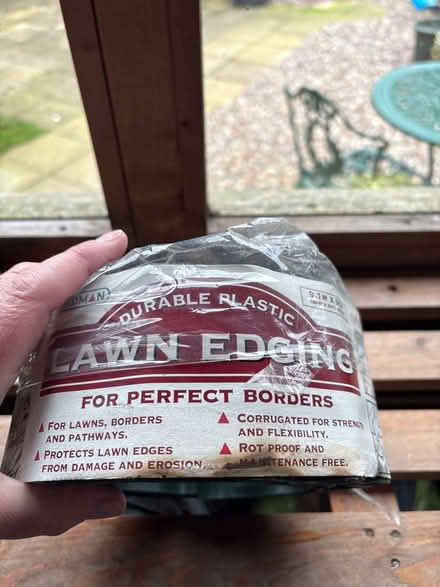 DURABLE PLASTIC
LAWN EDGING
FOR PERFECT BORDERS
FOR LAWNS, BORDERS
AND PATHWAYS.
PROTECTS LAWN EDGES
FROM DAMAGE AND EROSION.
CORRUGATED FOR STRENGTH
AND FLEXIBILITY.
ROT PROOF AND
MAINTENANCE FREE.